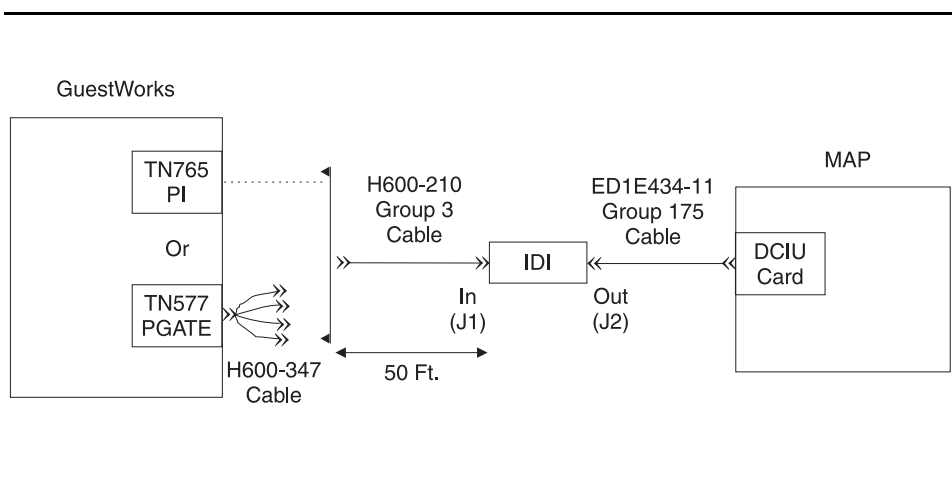 GuestWorks
TN765
PI
Or
TN577
PGATE
H600-347
Cable
H600-210
Group 3
Cable
In
(J1)
50 Ft.
IDI
Out
(J2)
ED1E434-11
Group 175
Cable
MAP
DCIU
Card